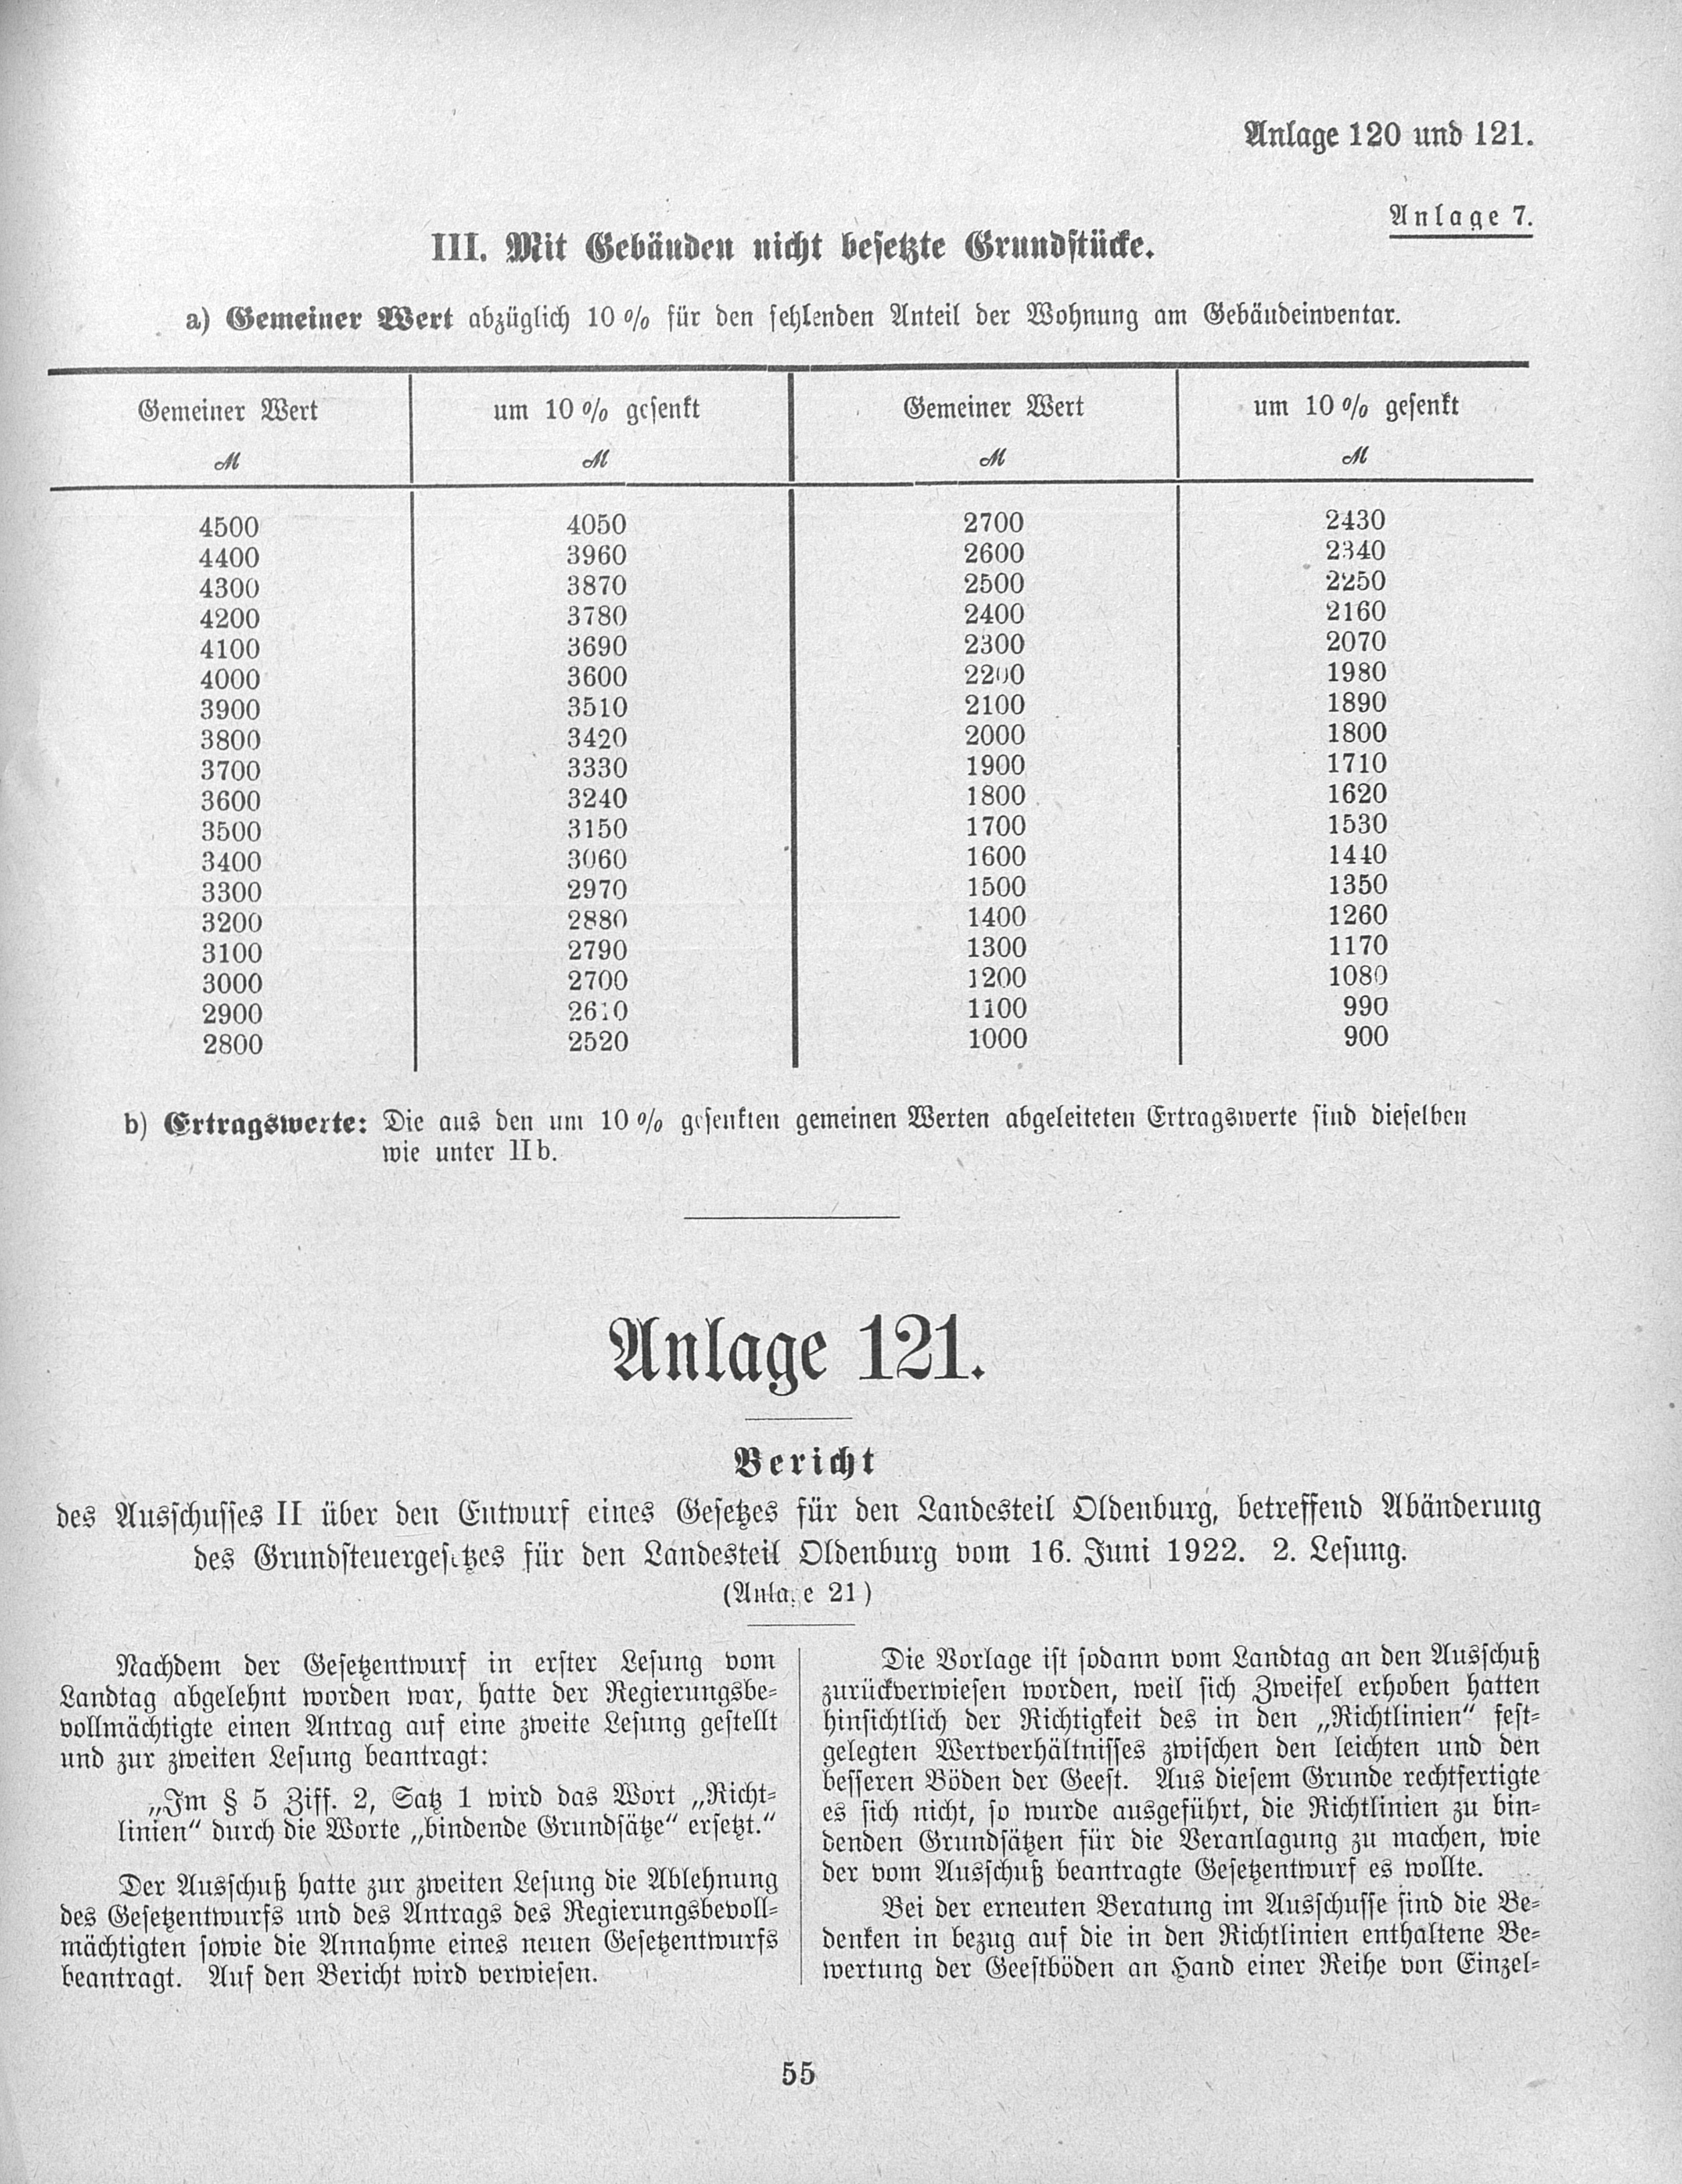 Anlage 120 und 121.
Anlage 7.
III. Mit Gebäuden nicht besetzte Grundstücke.
a) Gemeiner Wert abzüglich 10 % für den fehlenden Anteil der Wohnung am Gebäudeinventar.
Gemeiner Wert um 10 % gesenkt Gemeiner Wert um 10 % gesenkt
ℳ ℳ ℳ ℳ
4500 4050 2700 2430
4400 3960 2600 2340
4300 3870 2500 2250
4200 3780 2400 2160
4100 3690 2300 2070
4000 3600 2200 1980
3900 3510 2100 1890
3800 3420 2000 1800
3700 3330 1900 1710
3600 3240 1800 1620
3500 3150 1700 1530
3400 3060 1600 1440
3300 2970 1500 1350
3200 2880 1400 1260
3100 2790 1300 1170
3000 2700 1200 1080
2900 2610 1100 990
2800 2520 1000 900
b) Ertragswerte: Die aus den um 10 % gesenkten gemeinen Werten abgeleiteten Ertragswerte sind dieselben
wie unter IIb.
Anlage 121.
Bericht
des Ausschusses II über den Entwurf eines Gesetzes für den Landesteil Oldenburg, betreffend Abänderung
des Grundsteuergesetzes für den Landesteil Oldenburg vom 16. Juni 1922. 2. Lesung.
(Anlage 21)
Nachdem der Gesetzentwurf in erster Lesung vom
Landtag abgelehnt worden war, hatte der Regierungsbe-
vollmächtigte einen Antrag auf eine zweite Lesung gestellt
und zur zweiten Lesung beantragt:
„Im § 5 Ziff. 2, Satz 1 wird das Wort „Richt-
linien“ durch die Worte „bindende Grundsätze“ ersetzt.“
Der Ausschuß hatte zur zweiten Lesung die Ablehnung
des Gesetzentwurfs und des Antrags des Regierungsbevoll-
mächtigten sowie die Annahme eines neuen Gesetzentwurfs
beantragt. Auf den Bericht wird verwiesen.
Die Vorlage ist sodann vom Landtag an den Ausschuß
zurückverwiesen worden, weil sich Zweifel erhoben hatten
hinsichtlich der Richtigkeit des in den „Richtlinien“ fest-
gelegten Wertverhältnisses zwischen den leichten und den
besseren Böden der Geest. Aus diesem Grunde rechtfertigte
es sich nicht, so wurde ausgeführt, die Richtlinien zu bin-
denden Grundsätzen für die Veranlagung zu machen, wie
der vom Ausschuß beantragte Gesetzentwurf es wollte.
Bei der erneuten Beratung im Ausschusse sind die Be-
denken in bezug auf die in den Richtlinien enthaltene Be-
wertung der Geestböden an Hand einer Reihe von Einzel-
55